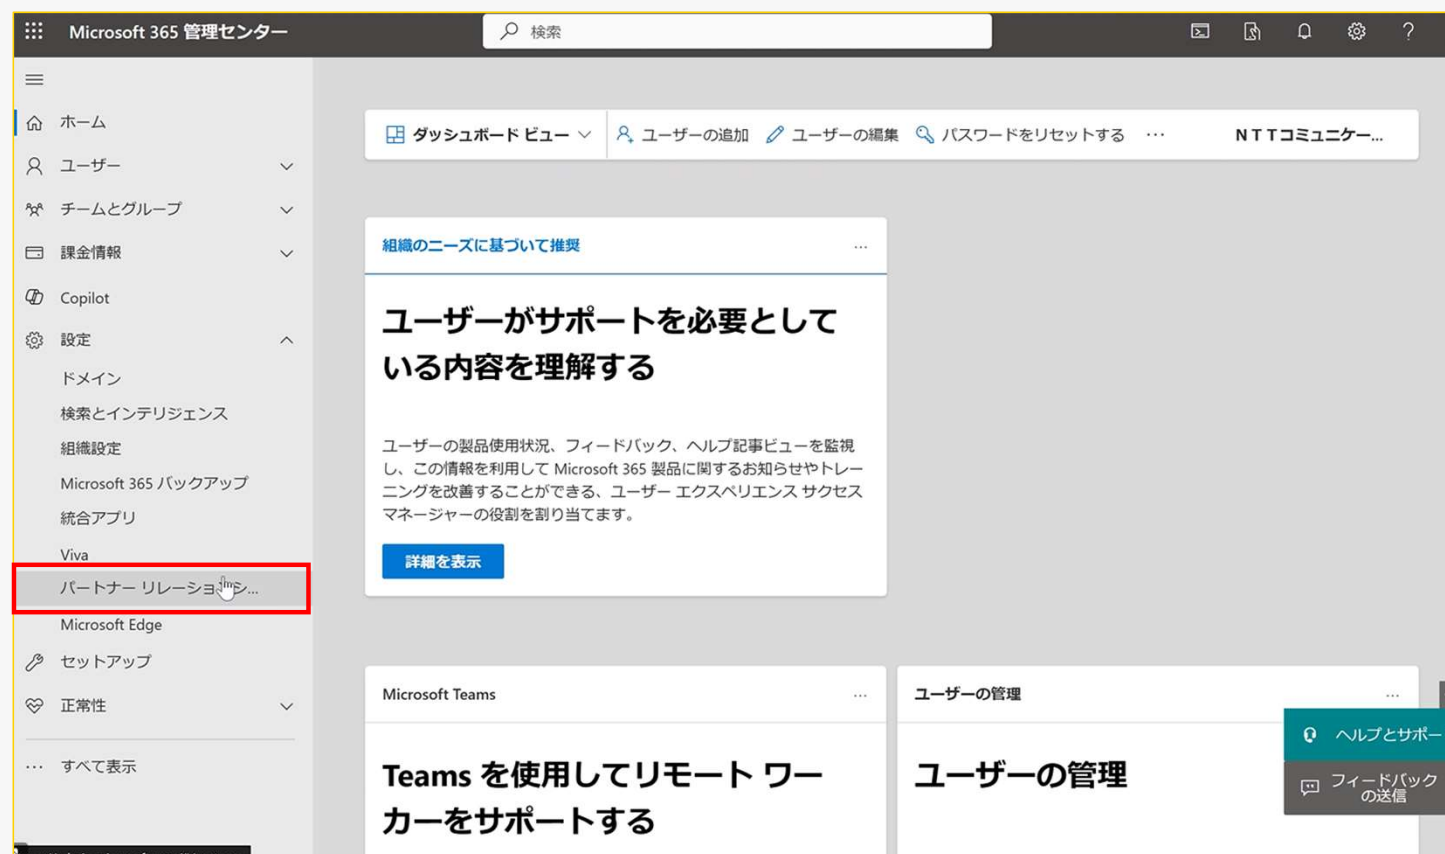 Microsoft 365 管理センター
検索
ホーム
ユーザー
チームとグループ
課金情報
Copilot
設定
ドメイン
検索とインテリジェンス
組織設定
Microsoft 365 バックアップ
統合アプリ
Viva
パートナー リレーションシ...
Microsoft Edge
セットアップ
正常性
すべて表示
ダッシュボード ビュー
ユーザーの追加
ユーザーの編集
パスワードをリセットする
...
ＮＴＴコミュニケー...
組織のニーズに基づいて推奨
ユーザーがサポートを必要として
いる内容を理解する
ユーザーの製品使用状況、フィードバック、ヘルプ記事ビューを監視
し、この情報を利用して Microsoft 365 製品に関するお知らせやトレー
ニングを改善することができる、ユーザー エクスペリエンス サクセス
マネージャーの役割を割り当てます。
詳細を表示
Microsoft Teams
Teams を使用してリモート ワー
カーをサポートする
ユーザーの管理
ユーザーの管理
ヘルプとサポー
フィードバック
の送信